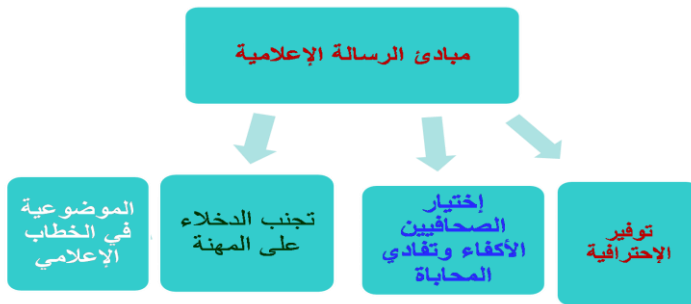 مبادئ الرسالة الإعلامية
توفير
الإحترافية
إختيار
الصحافيين
الأكفاء وتفادي
المحاباة
تجنب الدخلاء
على المهنة
الموضوعية
في الخطاب
الإعلامي